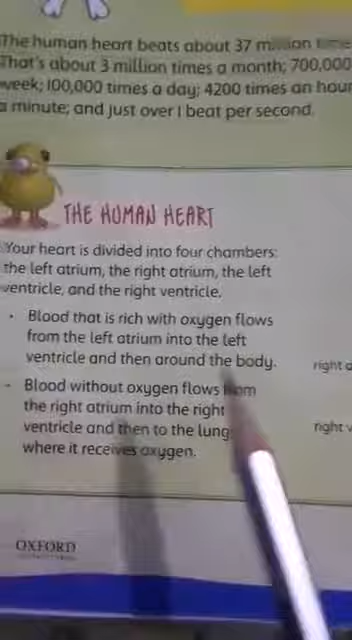 The human heart beats about 37 million time
That's about 3 million times a month; 700,000
week; 100,000 times a day; 4200 times an hour
a minute; and just over 1 beat per second.
THE HUMAN HEART
Your heart is divided into four chambers:
the left atrium, the right atrium, the left
ventricle, and the right ventricle.
• Blood that is rich with oxygen flows
from the left atrium into the left
ventricle and then around the body.
right a
• Blood without oxygen flows from
the right atrium into the right
ventricle and then to the lung
right v
where it receives oxygen.
OXFORD